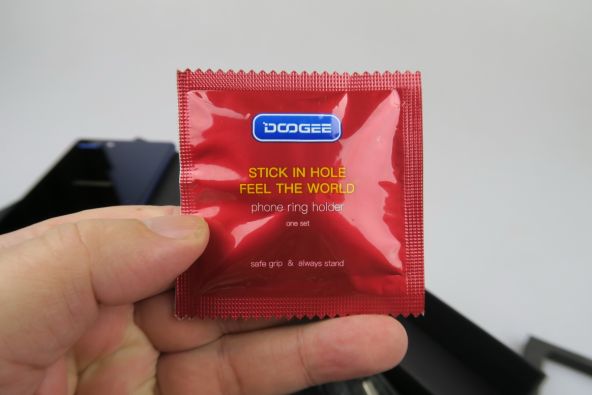 DOOGEE
STICK IN HOLE
FEEL THE WORLD
phone ring holder
one set
safe grip & always stand